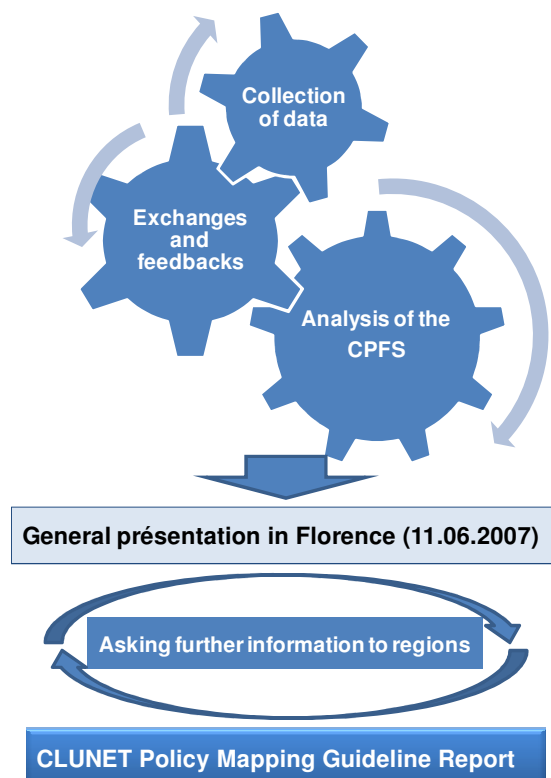 Collection
of data
Exchanges
and
feedbacks
Analysis of the
CPFS
General présentation in Florence (11.06.2007)
Asking further information to regions
CLUNET Policy Mapping Guideline Report